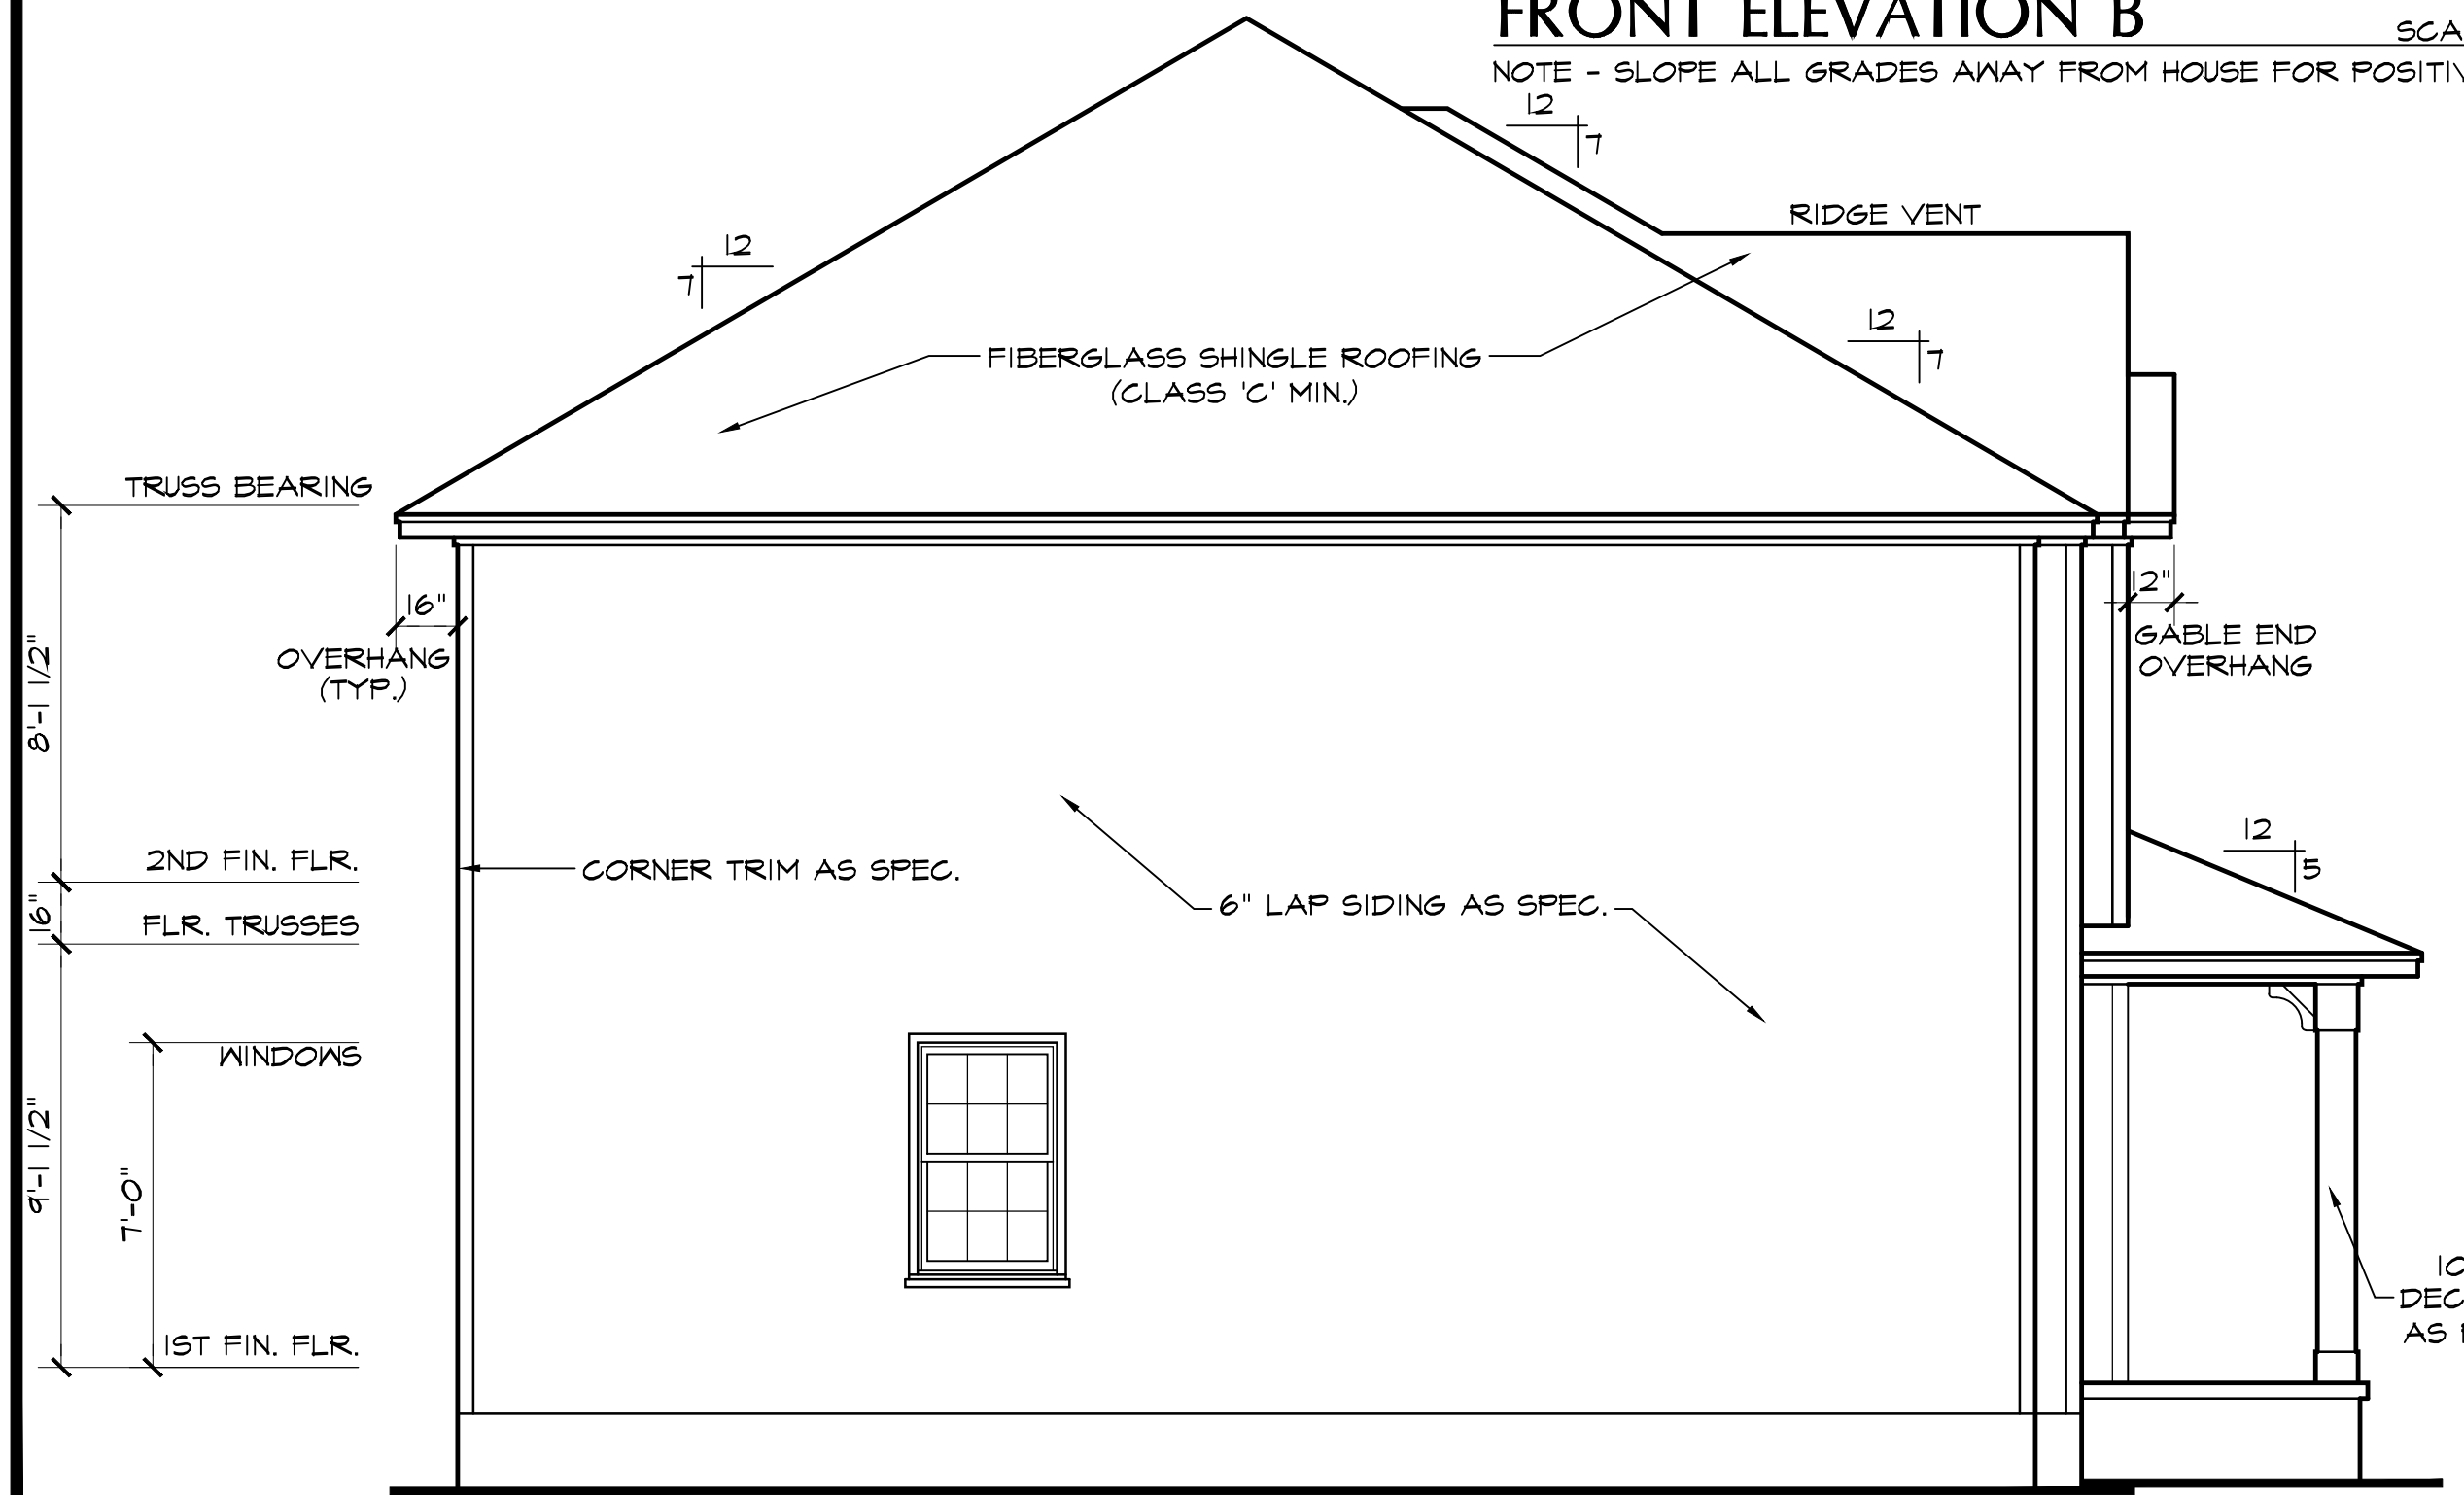 FRONT ELEVATION B
NOTE - SLOPE ALL GRADES AWAY FROM HOUSE FOR
12
7
RIDGE VENT
12
7
12
7
FIBERGLASS SHINGLE ROOFING
(CLASS 'C' MIN.)
TRUSS BEARING
16"
OVERHANG
(TYP.)
12"
GABLE END
OVERHANG
8'-1 1/2"
12
5
2ND FIN. FLR.
CORNER TRIM AS SPEC.
6" LAP SIDING AS SPEC.
16"
FLR. TRUSSES
WINDOWS
9'-1 1/2"
7'-0"
10
DEC
AS
1ST FIN. FLR.